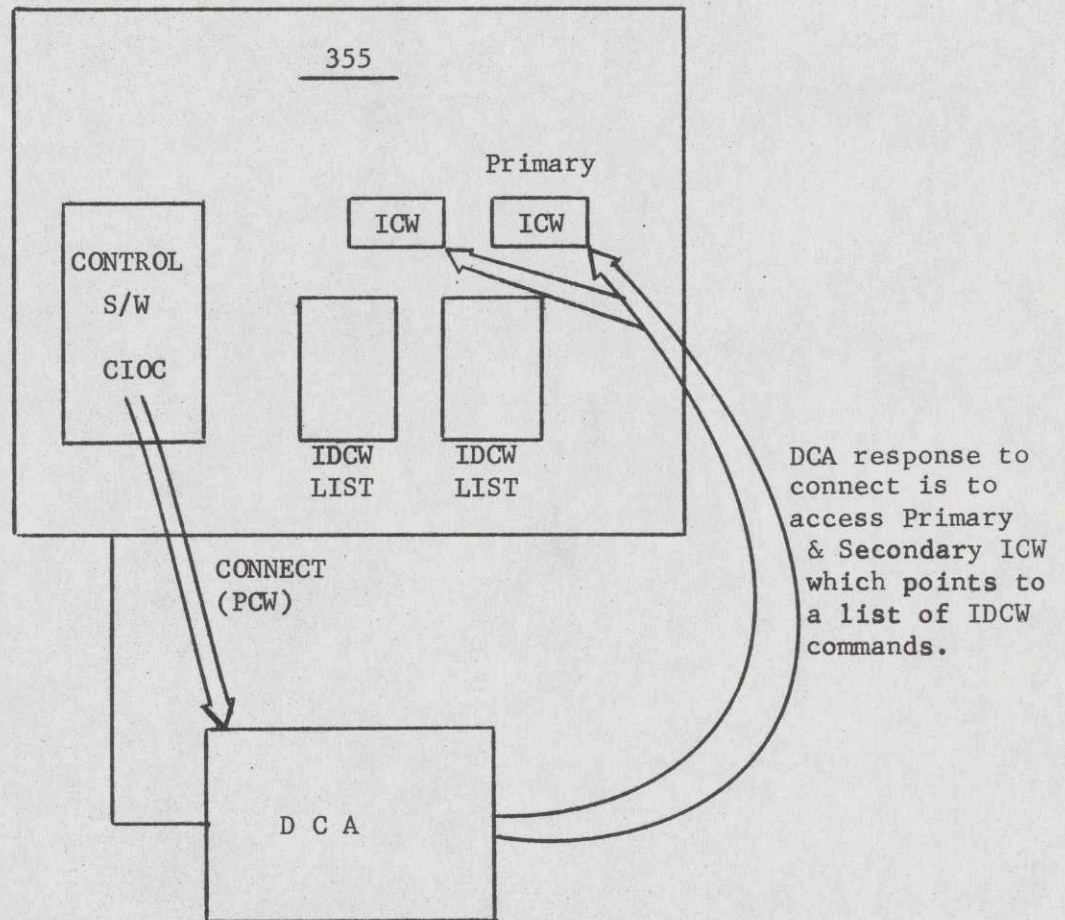 355
Primary
ICW
ICW
CONTROL
S/W
CIOC
IDCW
LIST
IDCW
LIST
CONNECT
(PCW)
DCA response to
connect is to
access Primary
& Secondary ICW
which points to
a list of IDCW
commands.
D C A